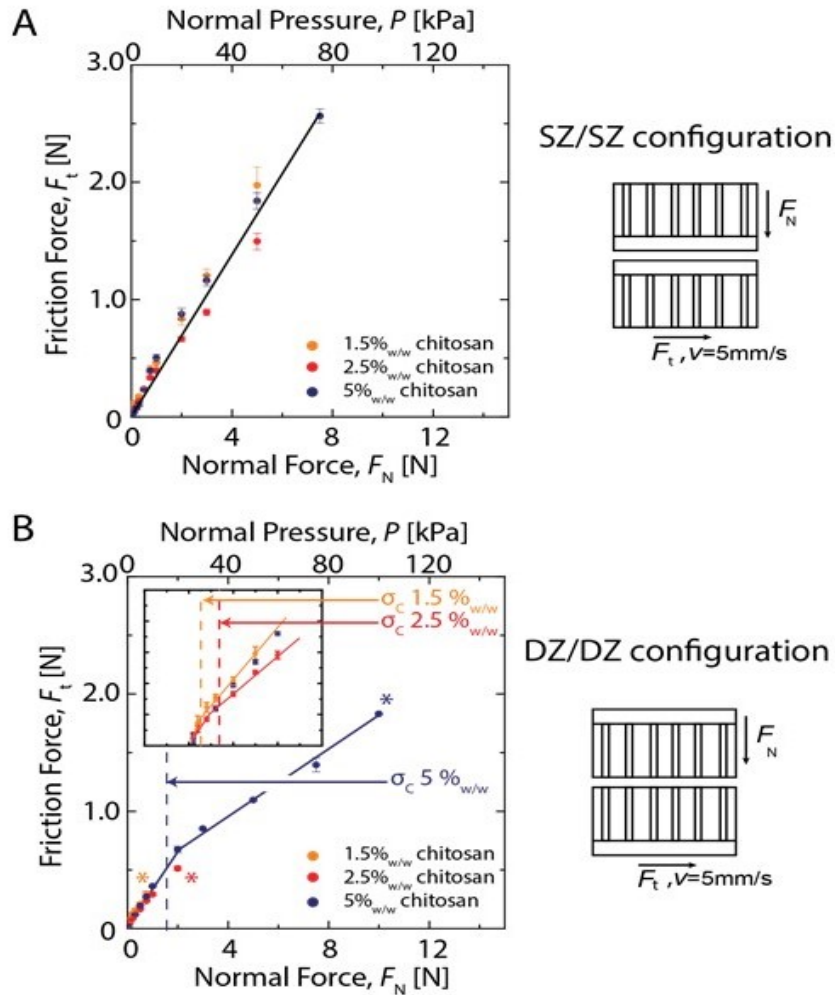 A
Normal Pressure, P [kPa]
0 40 80 120
3.0
2.0
1.0
0
Friction Force, Ft [N]
1.5%w/w chitosan
2.5%w/w chitosan
5%w/w chitosan
0 4 8 12
Normal Force, FN [N]
SZ/SZ configuration
FN
Ft , v=5mm/s
B
Normal Pressure, P [kPa]
0 40 80 120
3.0
2.0
1.0
0
Friction Force, Ft [N]
σC 1.5 %w/w
σC 2.5 %w/w
*
σC 5 %w/w
* *
1.5%w/w chitosan
2.5%w/w chitosan
5%w/w chitosan
0 4 8 12
Normal Force, FN [N]
DZ/DZ configuration
FN
Ft , v=5mm/s